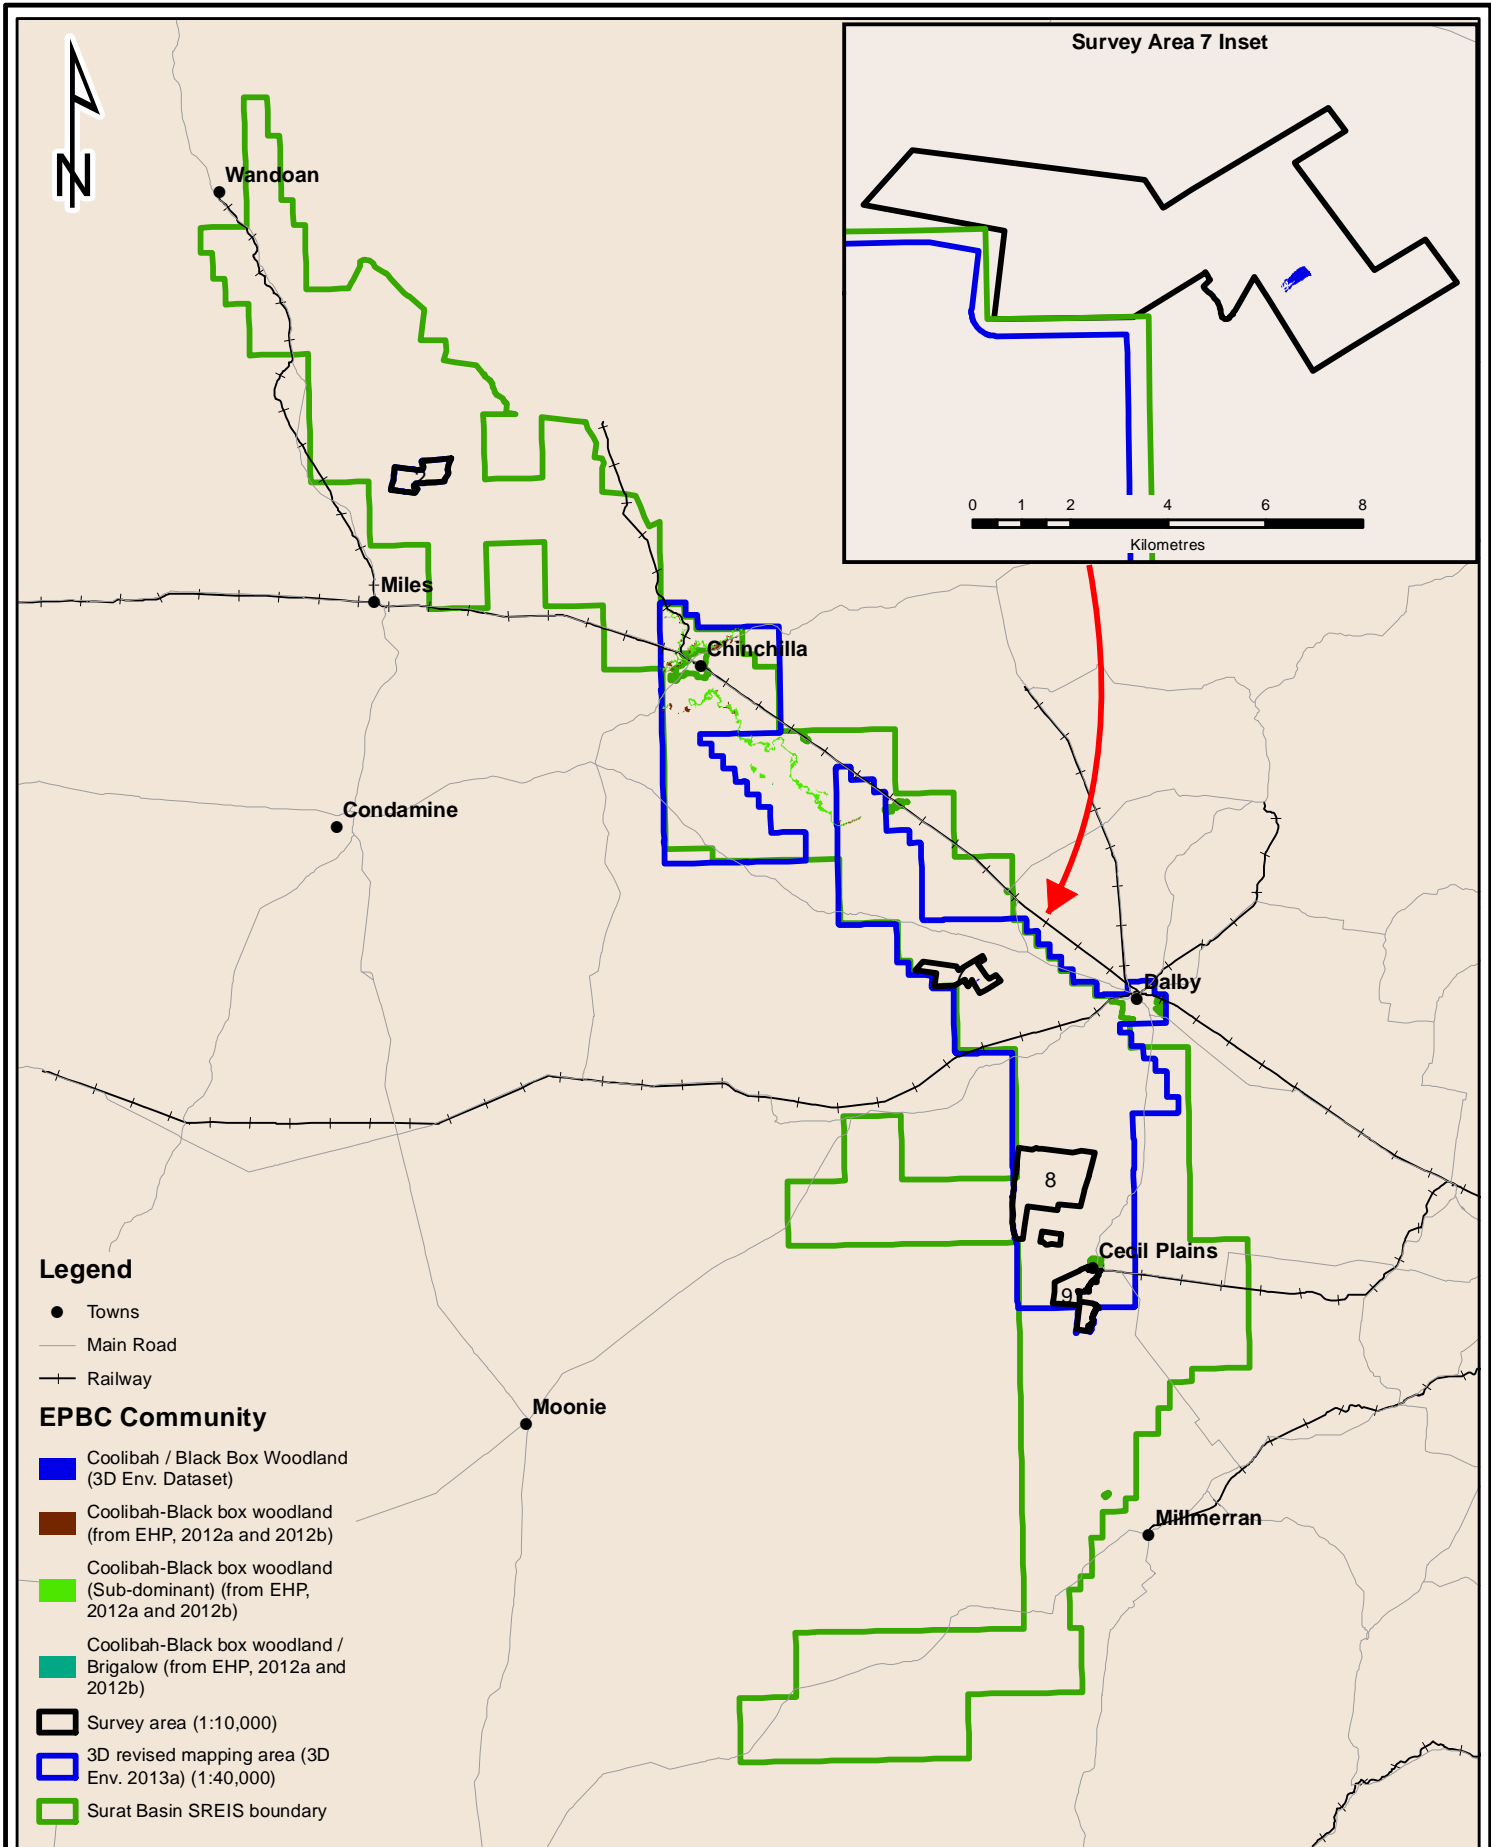 Survey Area 7 Inset
N
Wandoan
0 1 2 4 6 8
Kilometres
Miles
Chinchilla
Condamine
Dalby
8
Cecil Plains
9
Moonie
Millmerran
Legend
Towns
Main Road
Railway
EPBC Community
Coolibah / Black Box Woodland
(3D Env. Dataset)
Coolibah-Black box woodland
(from EHP, 2012a and 2012b)
Coolibah-Black box woodland
(Sub-dominant) (from EHP,
2012a and 2012b)
Coolibah-Black box woodland /
Brigalow (from EHP, 2012a and
2012b)
Survey area (1:10,000)
3D revised mapping area (3D
Env. 2013a) (1:40,000)
Surat Basin SREIS boundary